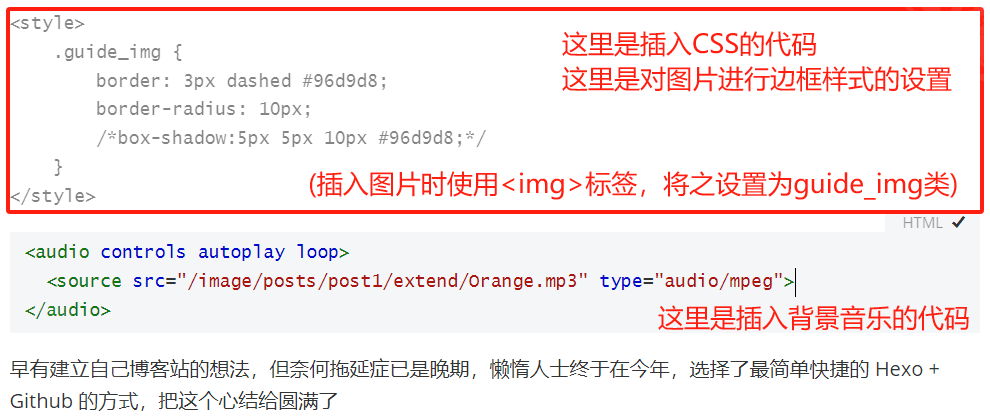 <style>
.guide_img {
border: 3px dashed #96d9d8;
border-radius: 10px;
/*box-shadow:5px 5px 10px #96d9d8;*/
}
</style>
这里是插入CSS的代码
这里是对图片进行边框样式的设置
(插入图片时使用<img>标签，将之设置为guide_img类)
HTML
<audio controls autoplay loop>
<source src="/image/posts/post1/extend/Orange.mp3" type="audio/mpeg">
</audio>
这里是插入背景音乐的代码
早有建立自己博客站的想法，但奈何拖延症已是晚期，懒惰人士终于在今年，选择了最简单快捷的 Hexo +
Github 的方式，把这个心结给圆满了